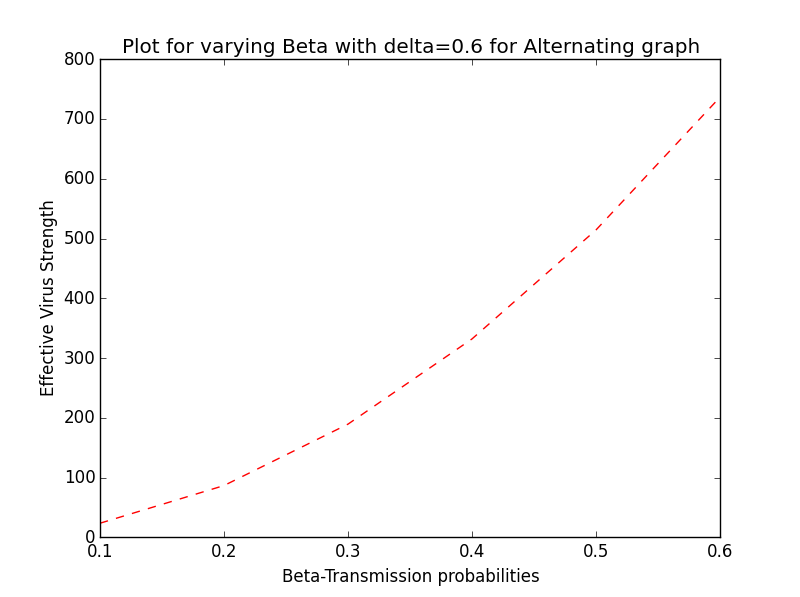 Plot for varying Beta with delta=0.6 for Alternating graph
800
700
600
500
400
300
200
100
0
Effective Virus Strength
0.1 0.2 0.3 0.4 0.5 0.6
Beta-Transmission probabilities